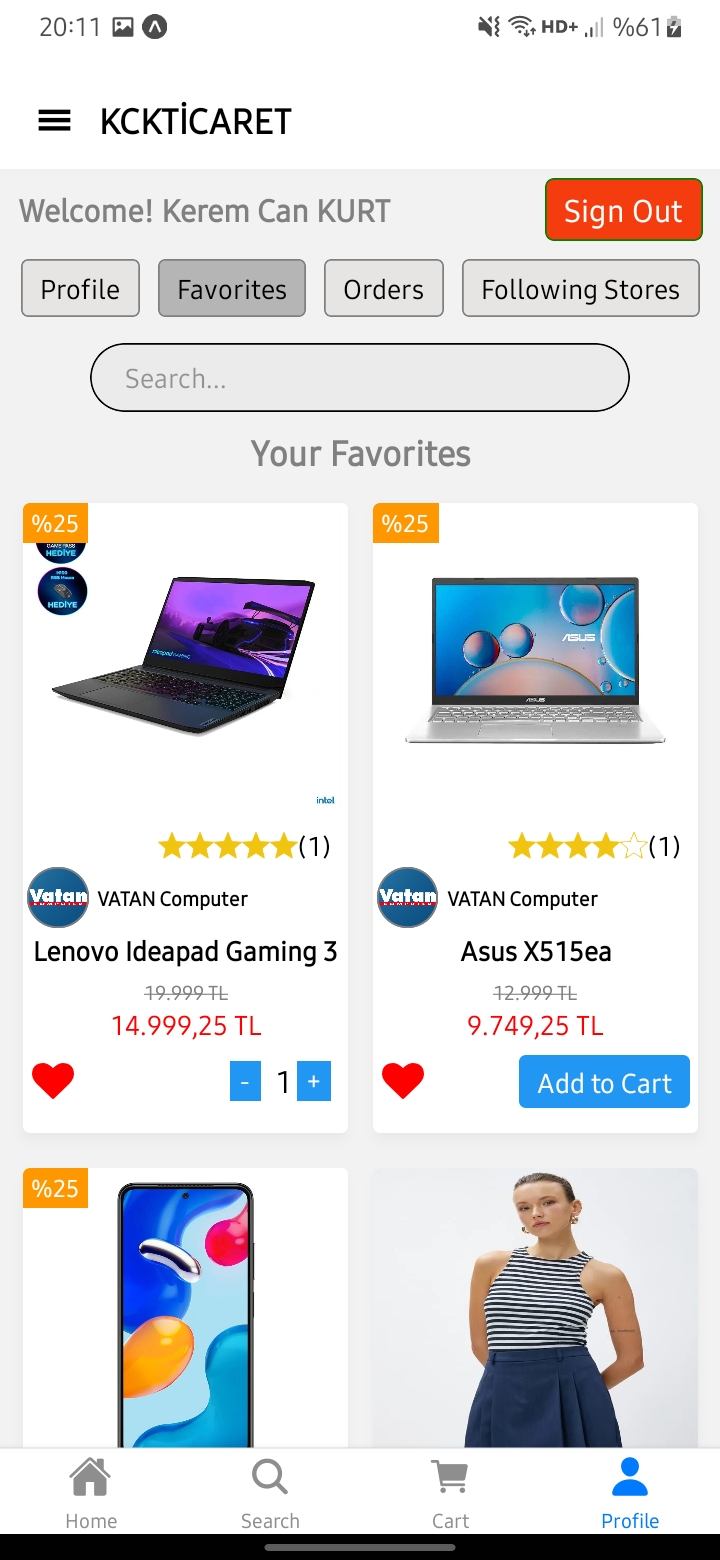 20:11 HD+ %61
KCKTİCARET
Welcome! Kerem Can KURT Sign Out
Profile Favorites Orders Following Stores
Search...
Your Favorites
%25 %25
GAME PASS
HEDİYE
HEDİYE
ASUS
ASUS
intel
(1) (1)
Vatan VATAN Computer Vatan VATAN Computer
Lenovo Ideapad Gaming 3 Asus X515ea
19.999 TL 12.999 TL
14.999,25 TL 9.749,25 TL
- 1 + Add to Cart
%25
Home Search Cart Profile